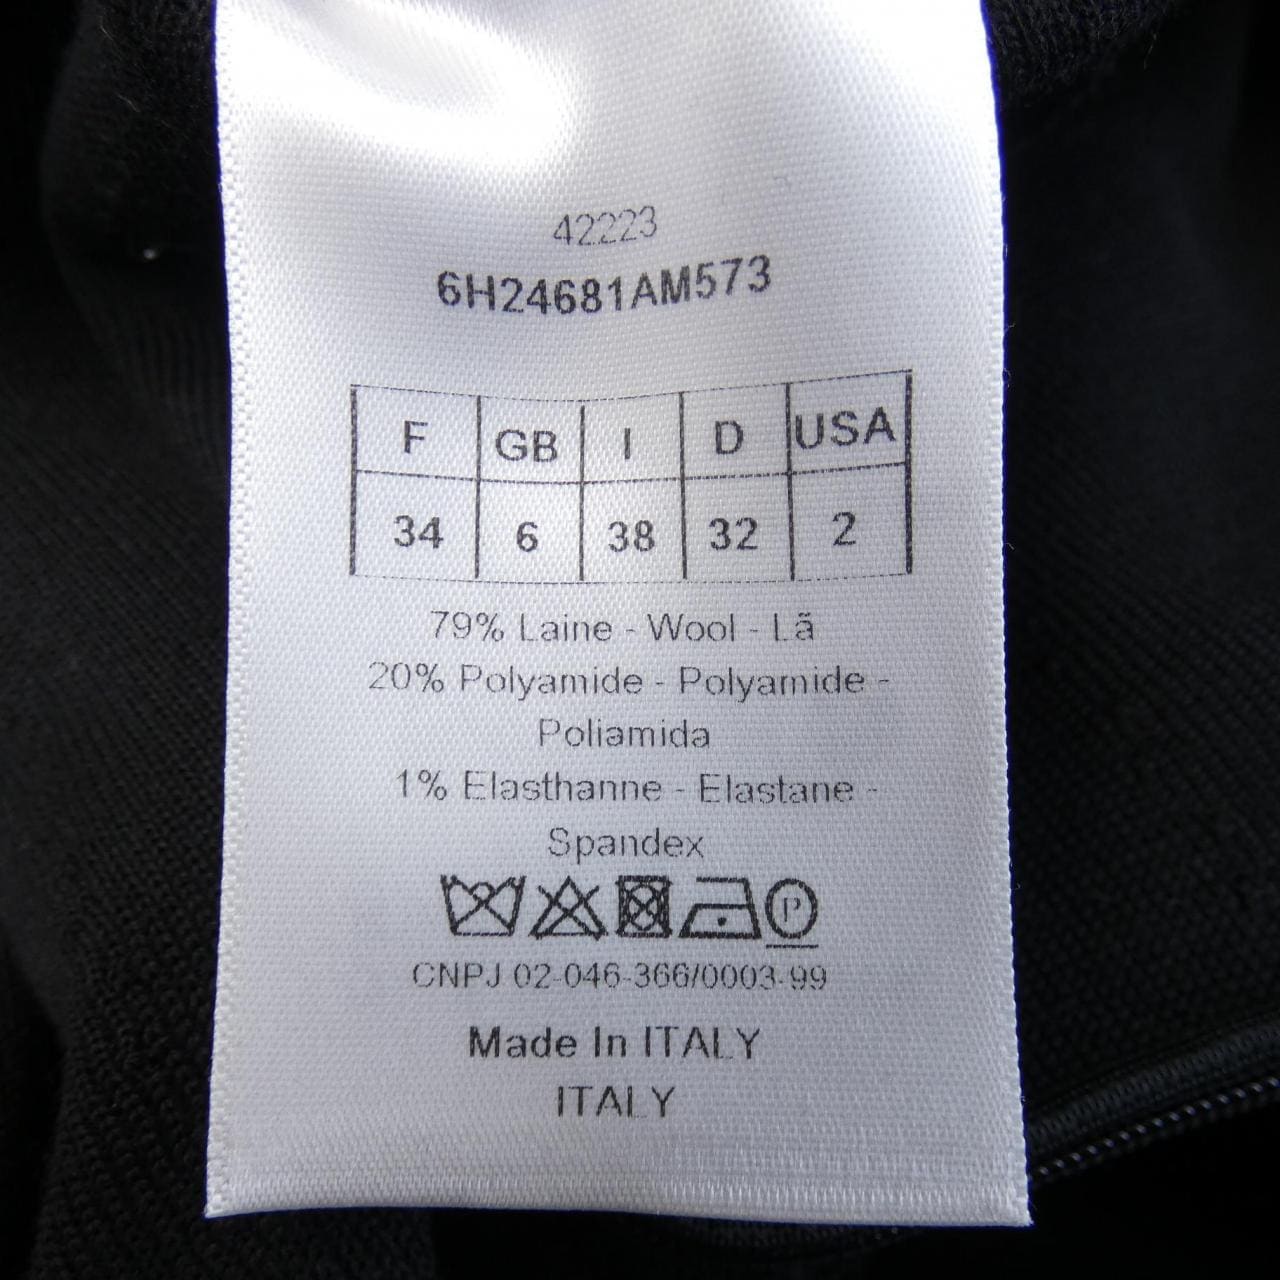 42223
6H24681AM573
F GB I D USA
34 6 38 32 2
79% Laine - Wool - Lã
20% Polyamide - Polyamide -
Poliamida
1% Elasthanne - Elastane -
Spandex
P
CNPJ 02-046-366/0003-99
Made In ITALY
ITALY